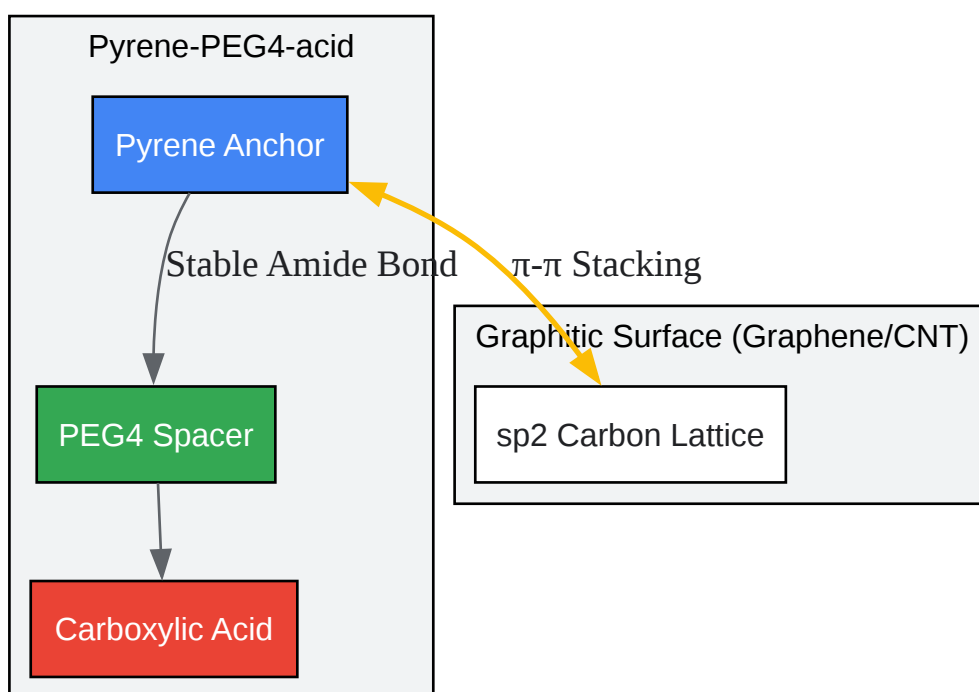 Pyrene-PEG4-acid
Pyrene Anchor
Stable Amide Bond
π-π Stacking
Graphitic Surface (Graphene/CNT)
PEG4 Spacer
sp2 Carbon Lattice
Carboxylic Acid